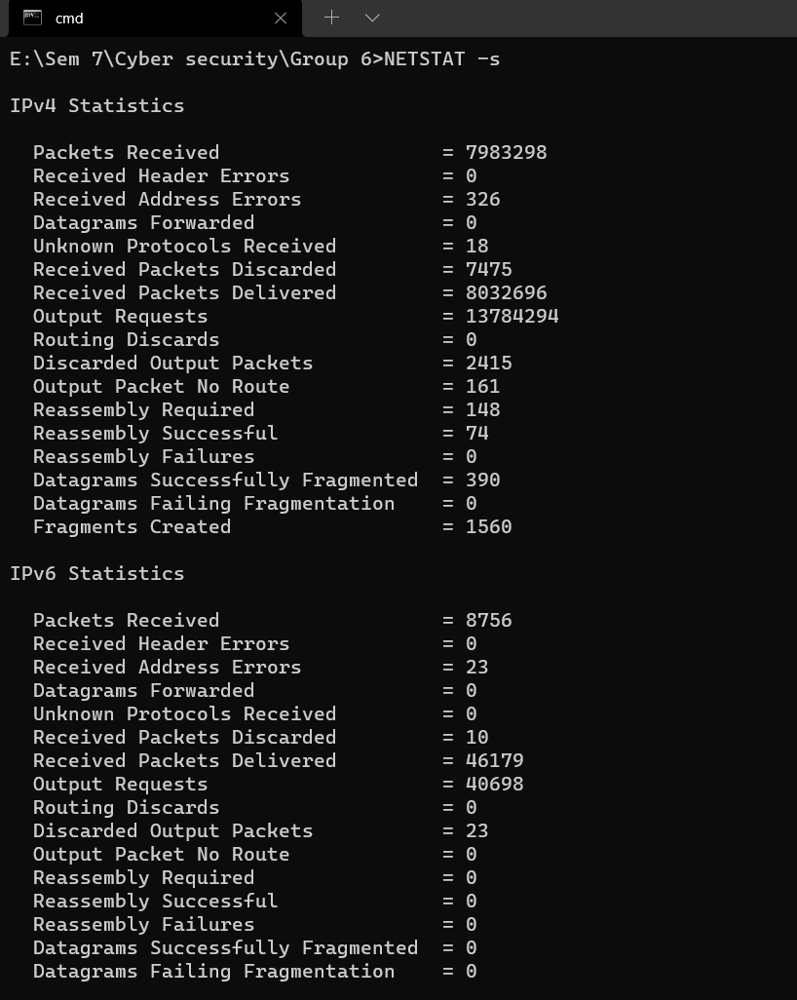 cmd
E:\Sem 7\Cyber security\Group 6>NETSTAT -s
IPv4 Statistics
Packets Received = 7983298
Received Header Errors = 0
Received Address Errors = 326
Datagrams Forwarded = 0
Unknown Protocols Received = 18
Received Packets Discarded = 7475
Received Packets Delivered = 8032696
Output Requests = 13784294
Routing Discards = 0
Discarded Output Packets = 2415
Output Packet No Route = 161
Reassembly Required = 148
Reassembly Successful = 74
Reassembly Failures = 0
Datagrams Successfully Fragmented = 390
Datagrams Failing Fragmentation = 0
Fragments Created = 1560
IPv6 Statistics
Packets Received = 8756
Received Header Errors = 0
Received Address Errors = 23
Datagrams Forwarded = 0
Unknown Protocols Received = 0
Received Packets Discarded = 10
Received Packets Delivered = 46179
Output Requests = 40698
Routing Discards = 0
Discarded Output Packets = 23
Output Packet No Route = 0
Reassembly Required = 0
Reassembly Successful = 0
Reassembly Failures = 0
Datagrams Successfully Fragmented = 0
Datagrams Failing Fragmentation = 0